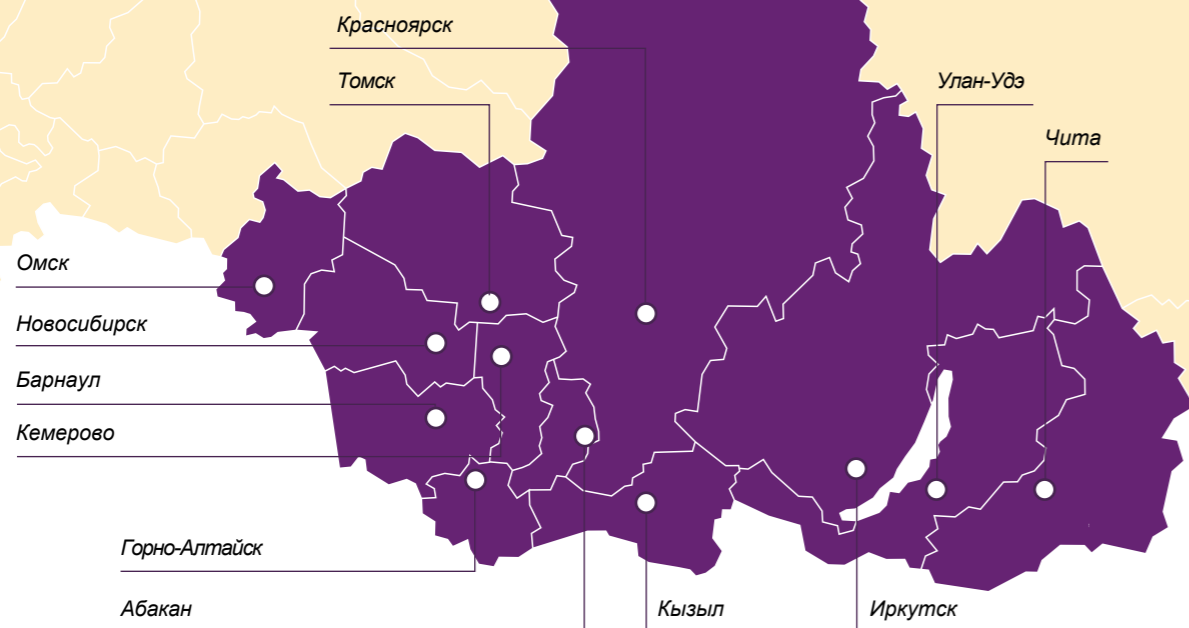 Красноярск
Томск
Улан-Удэ
Чита
Омск
Новосибирск
Барнаул
Кемерово
Горно-Алтайск
Абакан
Кызыл
Иркутск